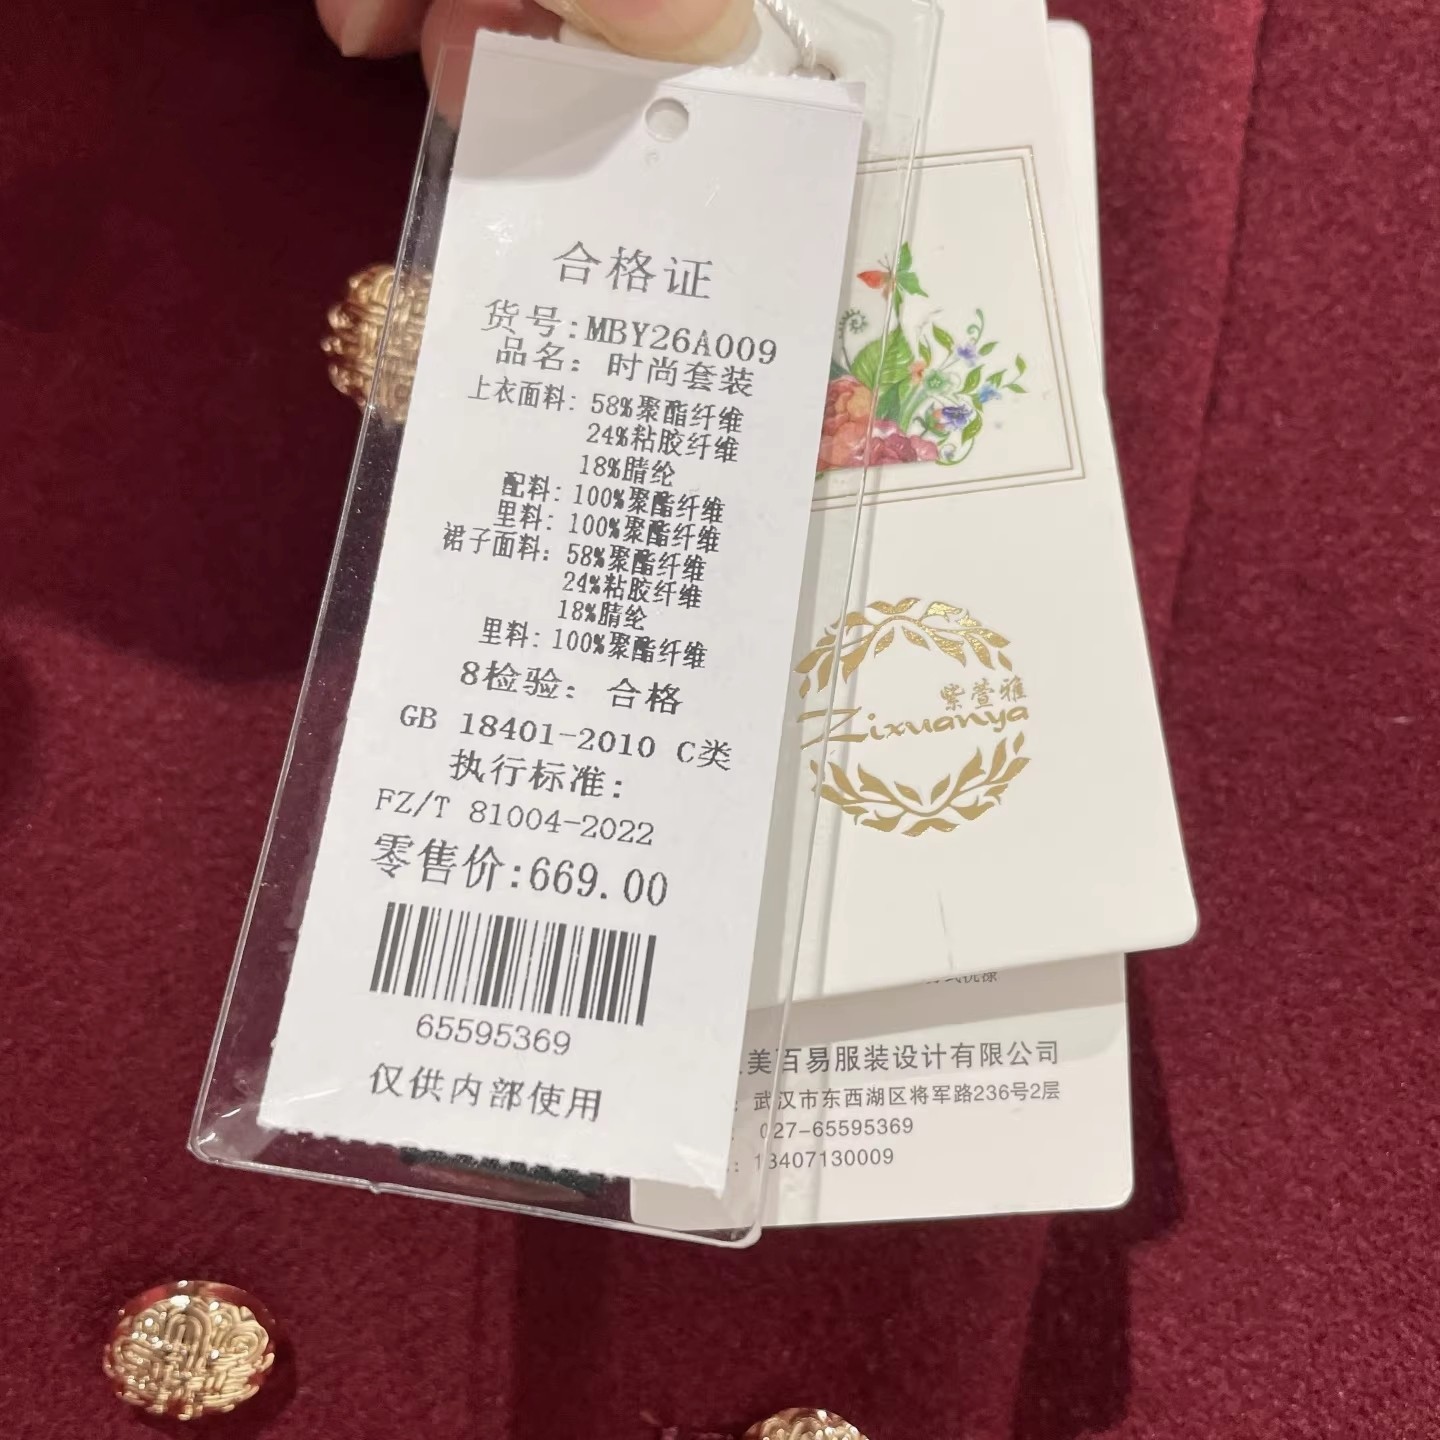 合格证
货号:MBY26A009
品名：时尚套装
上衣面料：58%聚酯纤维
24%粘胶纤维
18%腈纶
配料：100%聚酯纤维
里料：100%聚酯纤维
裙子面料：58%聚酯纤维
24%粘胶纤维
18%腈纶
里料：100%聚酯纤维
8检验：合格
GB 18401-2010 C类
执行标准：
FZ/T 81004-2022
零售价:669.00
65595369
仅供内部使用
紫萱雅
Zixuanya
美百易服装设计有限公司
武汉市东西湖区将军路236号2层
027-65595369
18407130009